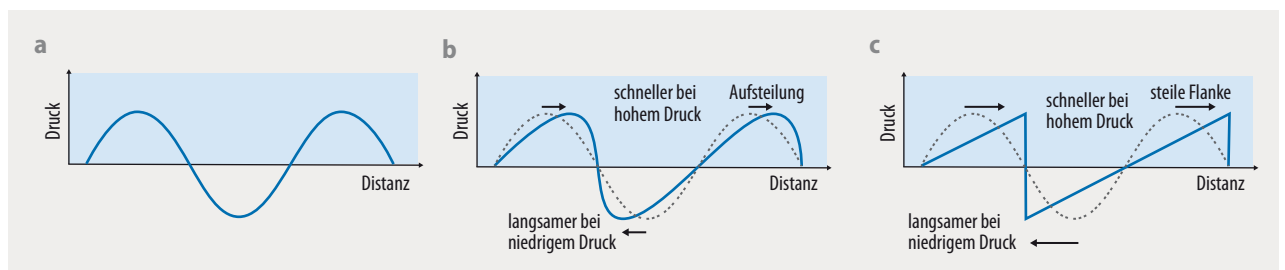 a
Druck
Distanz
b
Druck
schneller bei
hohem Druck
Aufsteilung
Distanz
langsamer bei
niedrigem Druck
c
Druck
schneller bei
hohem Druck
steile Flanke
Distanz
langsamer bei
niedrigem Druck